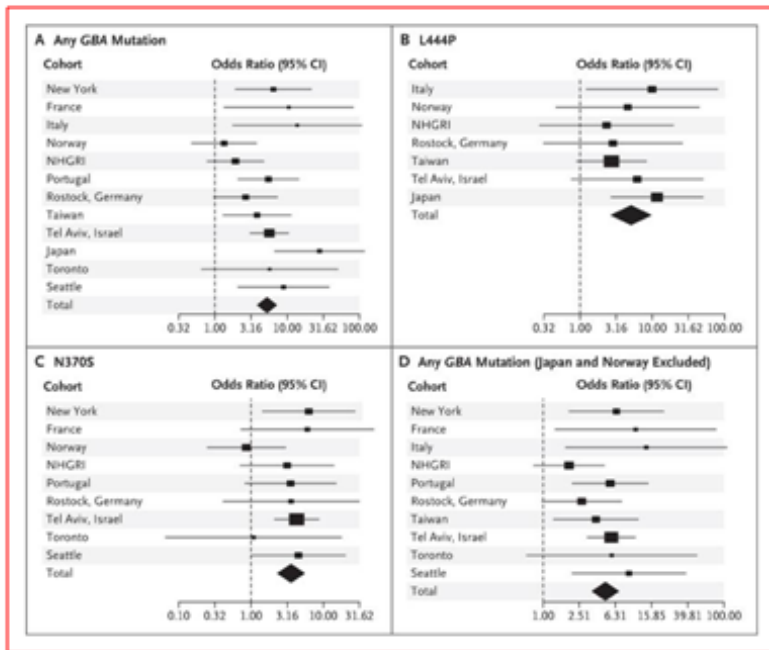 A Any GBA Mutation
Cohort Odds Ratio (95% CI)
New York
France
Italy
Norway
NHGRI
Portugal
Rostock, Germany
Taiwan
Tel Aviv, Israel
Japan
Toronto
Seattle
Total
0.32 1.00 3.16 10.00 31.62 100.00
B L444P
Cohort Odds Ratio (95% CI)
Italy
Norway
NHGRI
Rostock, Germany
Taiwan
Tel Aviv, Israel
Japan
Total
0.32 1.00 3.16 10.00 31.62 100.00
C N370S
Cohort Odds Ratio (95% CI)
New York
France
Norway
NHGRI
Portugal
Rostock, Germany
Tel Aviv, Israel
Toronto
Seattle
Total
0.10 0.32 1.00 3.16 10.00 31.62
D Any GBA Mutation (Japan and Norway Excluded)
Cohort Odds Ratio (95% CI)
New York
France
Italy
NHGRI
Portugal
Rostock, Germany
Taiwan
Tel Aviv, Israel
Toronto
Seattle
Total
1.00 2.51 6.31 15.85 39.81 100.00